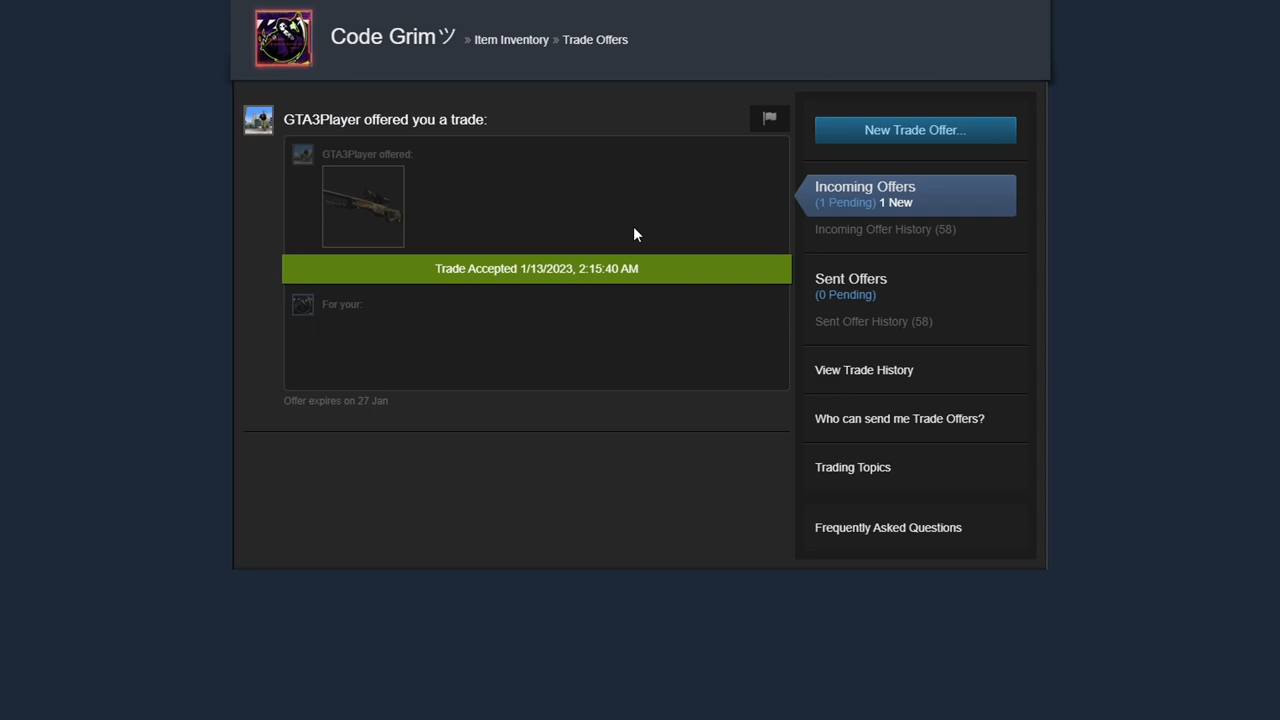 Code Grimツ » Item Inventory » Trade Offers
GTA3Player offered you a trade:
GTA3Player offered:
Trade Accepted 1/13/2023, 2:15:40 AM
For your:
Offer expires on 27 Jan
New Trade Offer...
Incoming Offers
(1 Pending) 1 New
Incoming Offer History (58)
Sent Offers
(0 Pending)
Sent Offer History (58)
View Trade History
Who can send me Trade Offers?
Trading Topics
Frequently Asked Questions